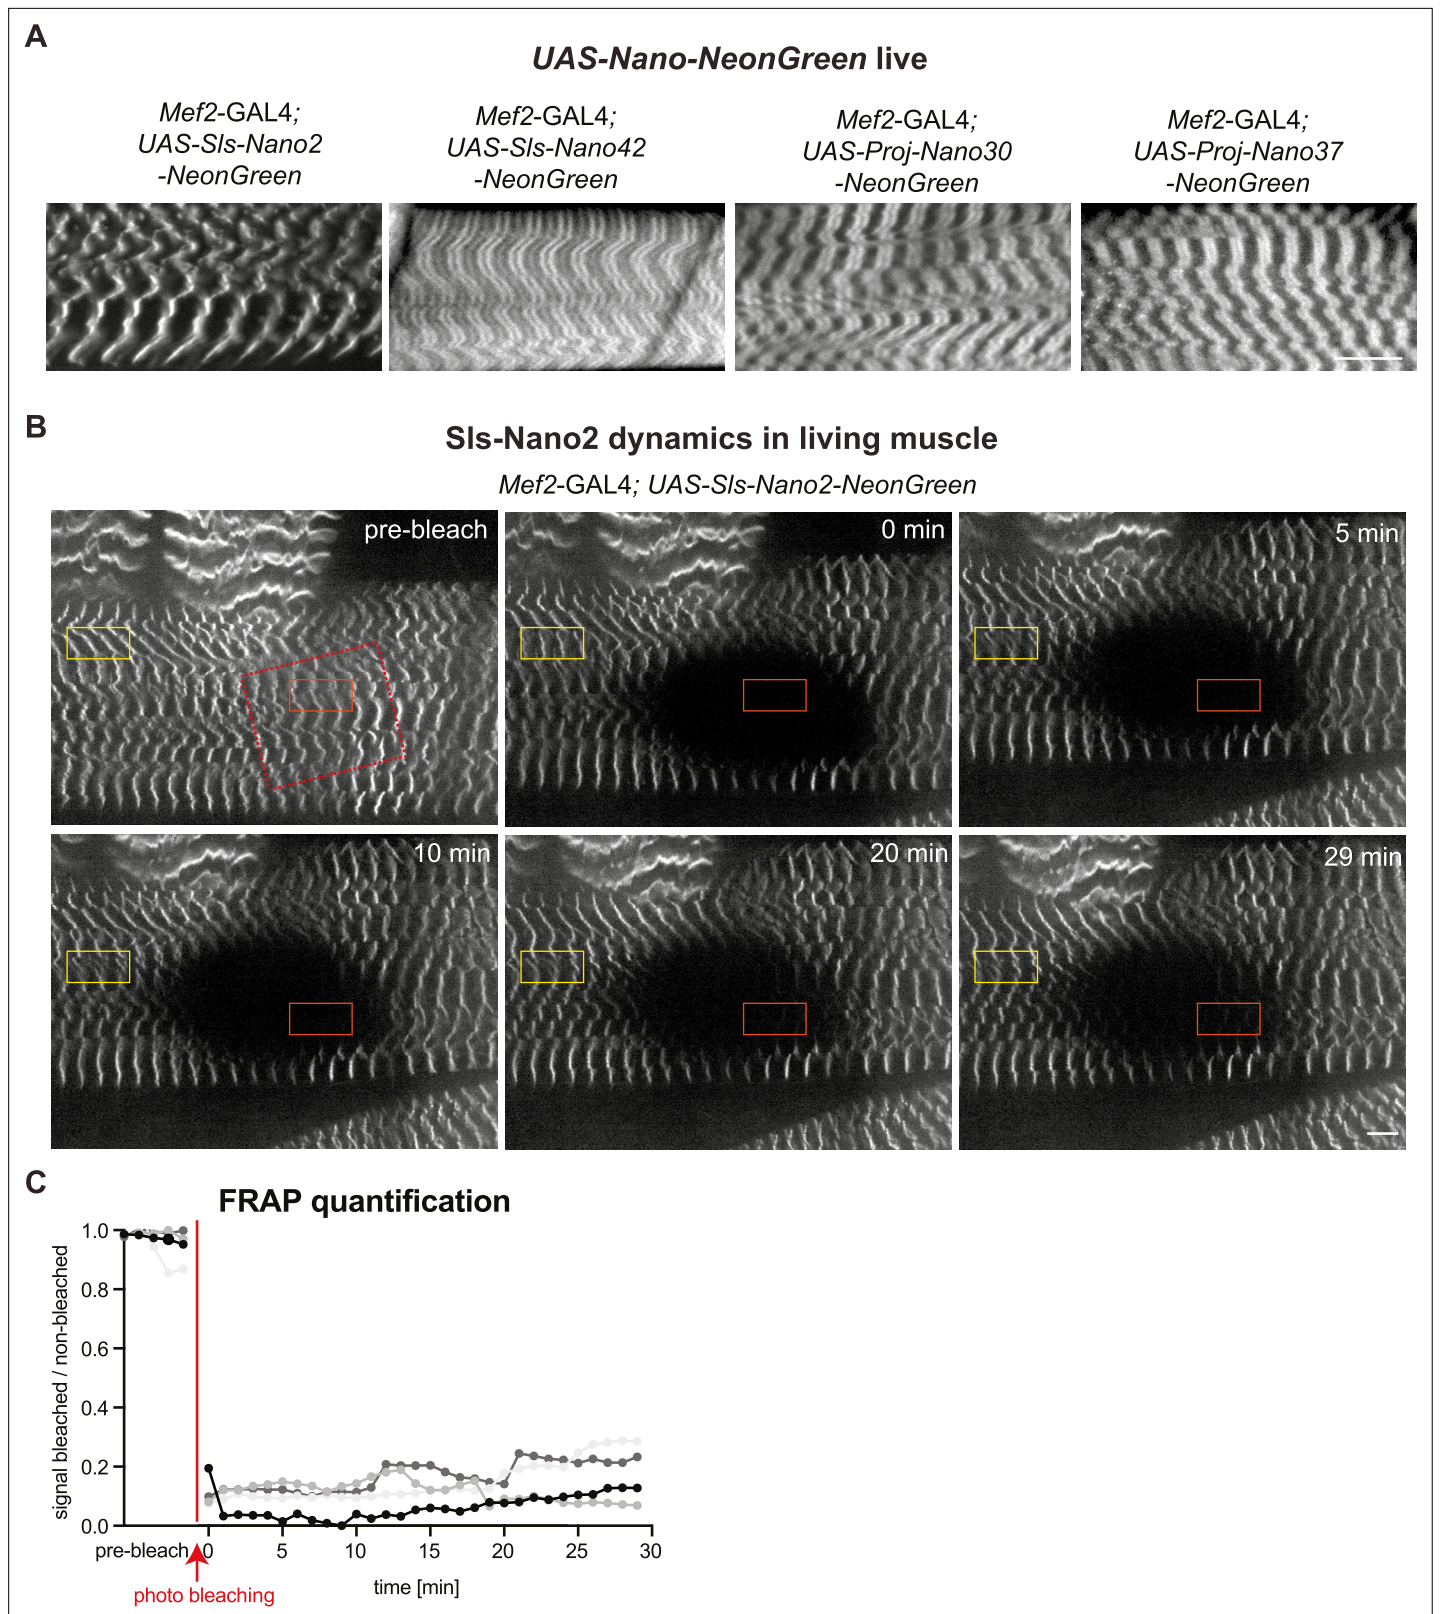 A
UAS-Nano-NeonGreen live
Mef2-GAL4;
UAS-Sls-Nano2
-NeonGreen
Mef2-GAL4;
UAS-Sls-Nano42
-NeonGreen
Mef2-GAL4;
UAS-Proj-Nano30
-NeonGreen
Mef2-GAL4;
UAS-Proj-Nano37
-NeonGreen
B
Sls-Nano2 dynamics in living muscle
Mef2-GAL4; UAS-Sls-Nano2-NeonGreen
pre-bleach
0 min
5 min
10 min
20 min
29 min
C
FRAP quantification
signal bleached / non-bleached
1.0
0.8
0.6
0.4
0.2
0.0
pre-bleach 0 5 10 15 20 25 30
time [min]
photo bleaching